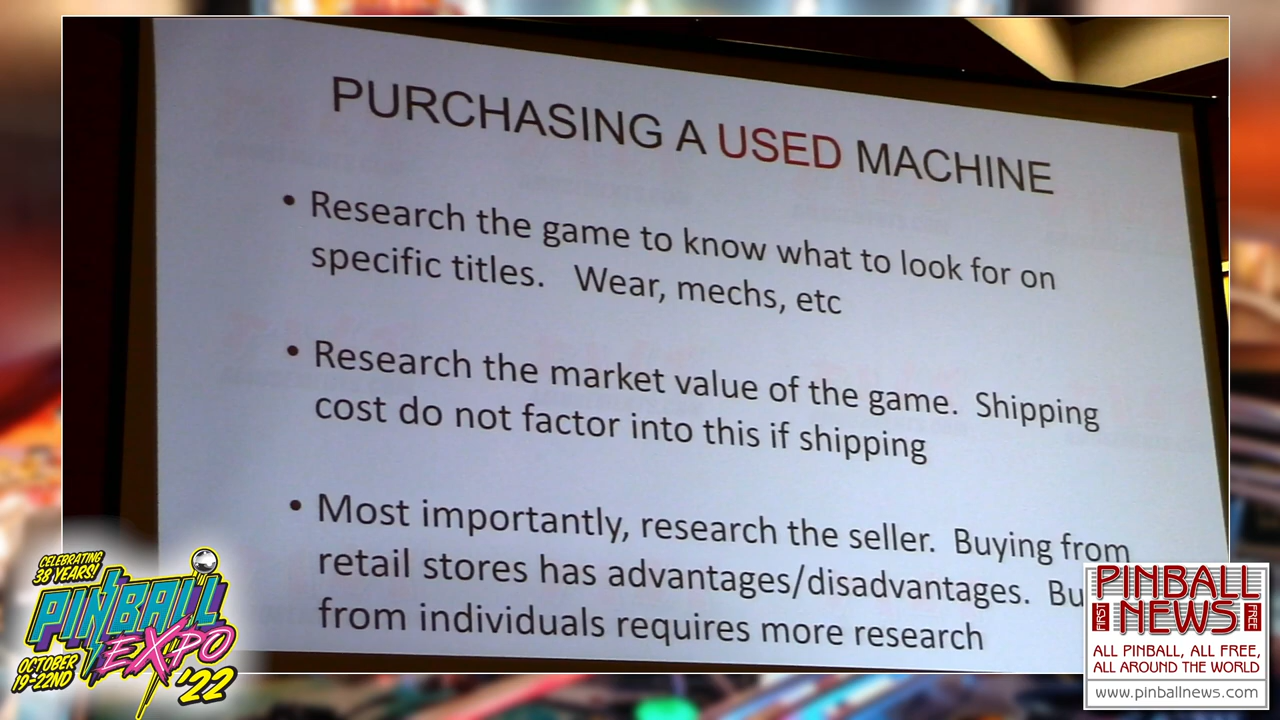 PURCHASING A USED MACHINE
• Research the game to know what to look for on
specific titles. Wear, mechs, etc
• Research the market value of the game. Shipping
cost do not factor into this if shipping
• Most importantly, research the seller. Buying from
retail stores has advantages/disadvantages. Bu
from individuals requires more research
CELEBRATING
38 YEARS!
PINBALL
EXPO
OCTOBER
19-22ND
'22
PINBALL
NEWS
FIRST
FREE
ALL PINBALL, ALL FREE,
ALL AROUND THE WORLD
www.pinballnews.com